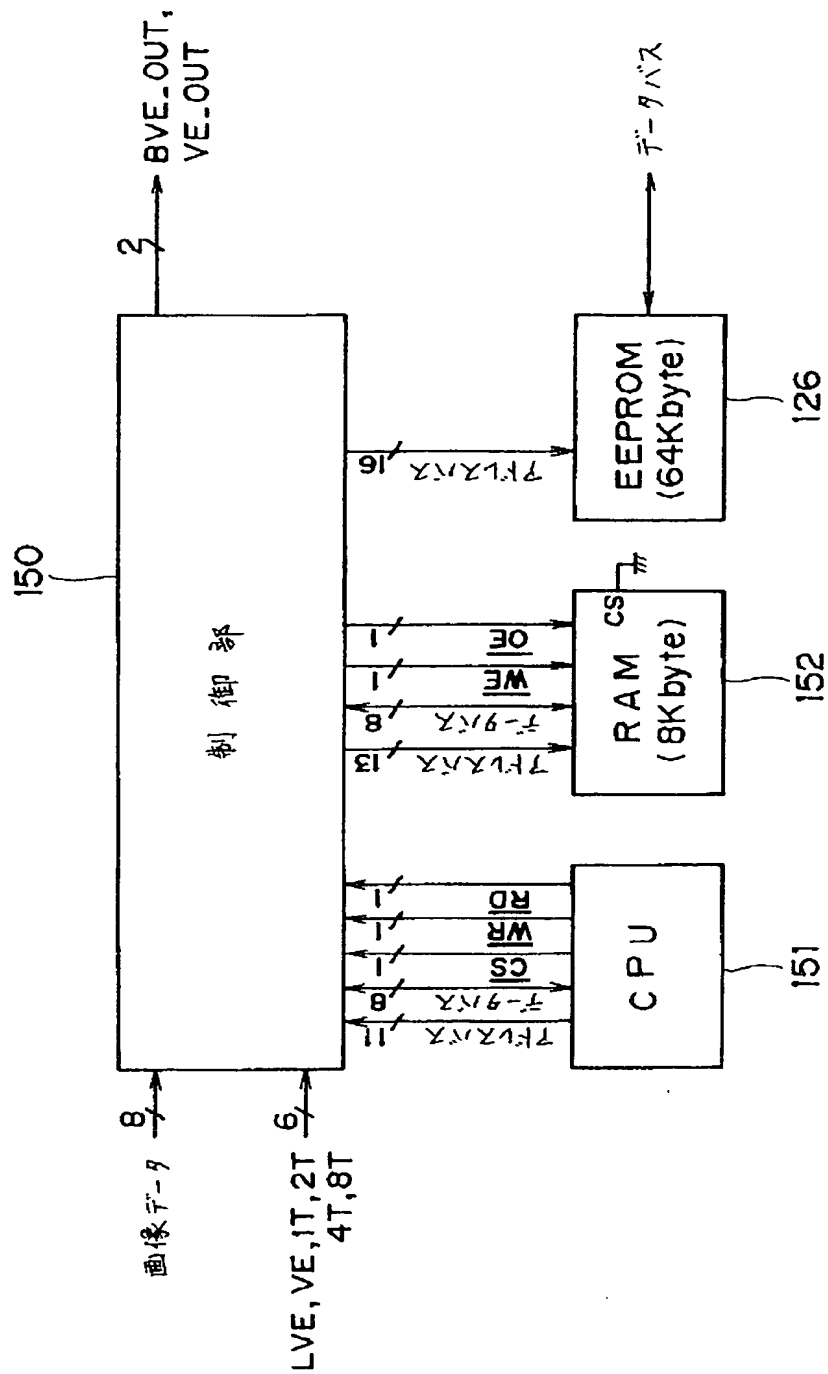 画像データ
8
LVE, VE, 1T, 2T
4T, 8T
6
150
制御部
2
BVE_OUT,
VE_OUT
11
アドレスバス
8
データバス
1
CS
1
WR
1
RD
13
アドレスバス
8
データバス
1
WE
1
OE
16
アドレスバス
CPU
151
RAM
(8Kbyte)
CS
152
EEPROM
(64Kbyte)
126
データバス